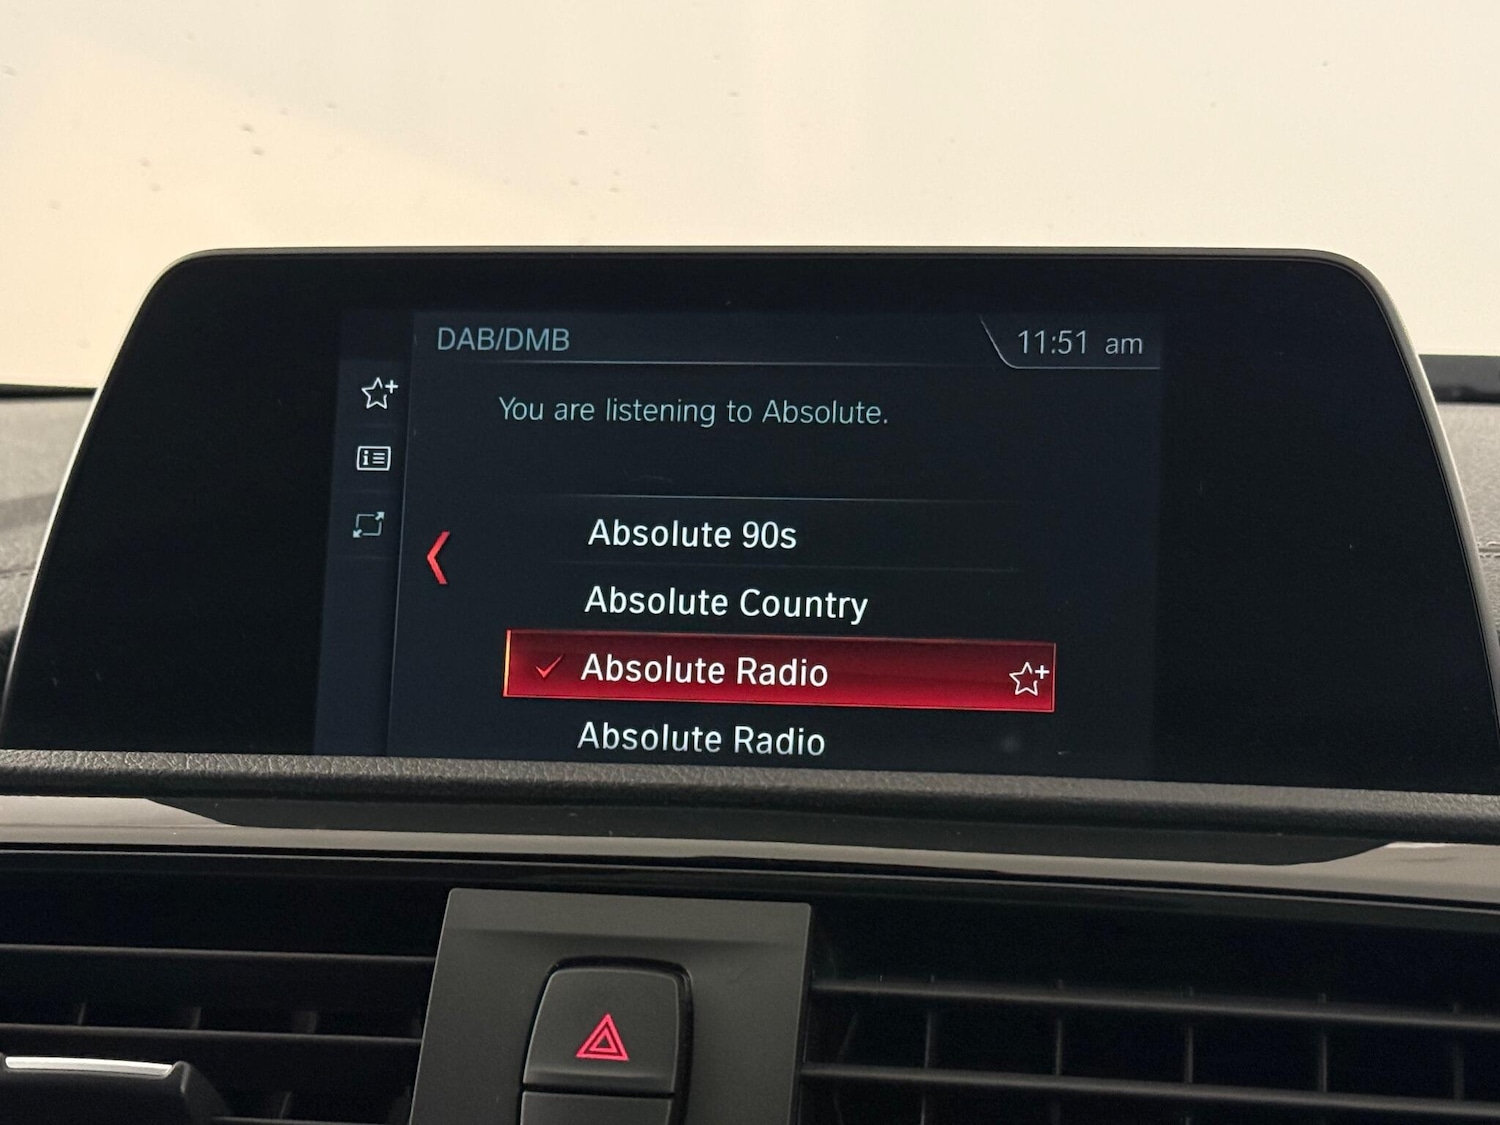 DAB/DMB
11:51 am
You are listening to Absolute.
Absolute 90s
Absolute Country
Absolute Radio
Absolute Radio